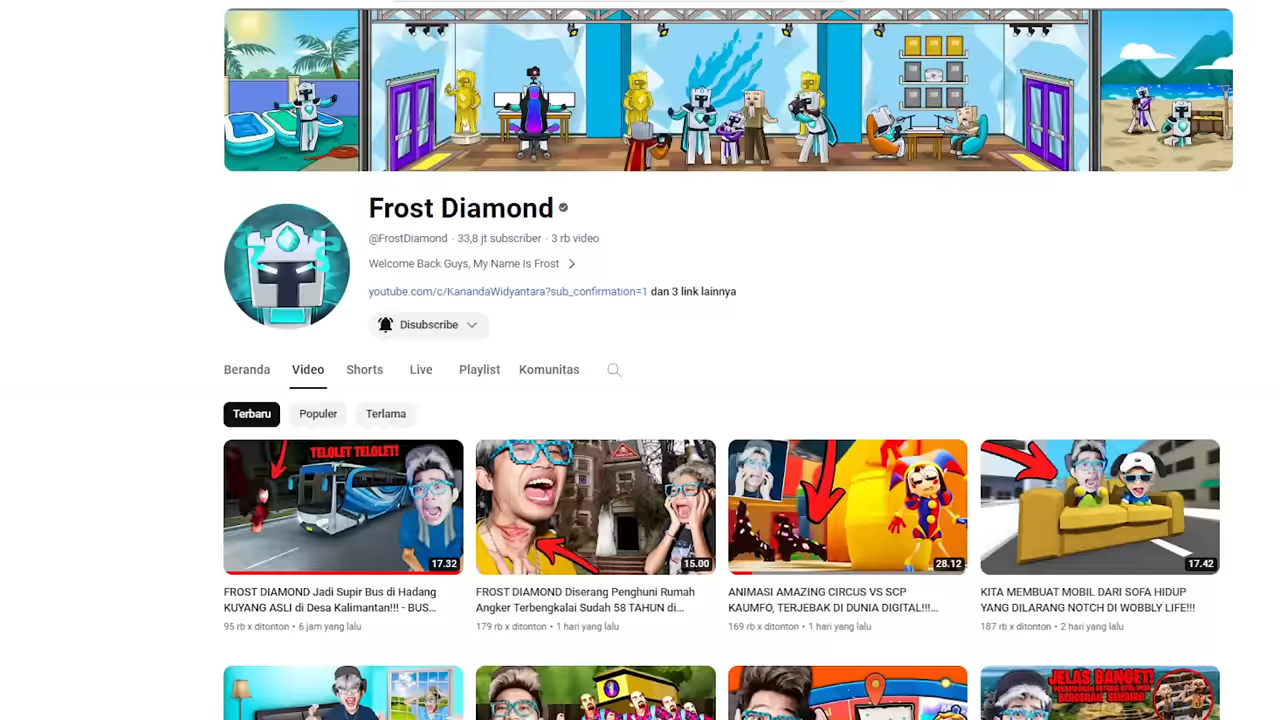 Frost Diamond
@FrostDiamond · 33,8 jt subscriber · 3 rb video
Welcome Back Guys, My Name Is Frost
youtube.com/c/KanandaWidyantara?sub_confirmation=1 dan 3 link lainnya
Disubscribe
Beranda Video Shorts Live Playlist Komunitas
Terbaru Populer Terlama
TELOLET TELOLET!
17.32
15.00
28.12
17.42
FROST DIAMOND Jadi Supir Bus di Hadang
KUYANG ASLI di Desa Kalimantan!!! - BUS...
95 rb x ditonton • 6 jam yang lalu
FROST DIAMOND Diserang Penghuni Rumah
Angker Terbengkalai Sudah 58 TAHUN di...
179 rb x ditonton • 1 hari yang lalu
ANIMASI AMAZING CIRCUS VS SCP
KAUMFO, TERJEBAK DI DUNIA DIGITAL!!!...
169 rb x ditonton • 1 hari yang lalu
KITA MEMBUAT MOBIL DARI SOFA HIDUP
YANG DILARANG NOTCH DI WOBBLY LIFE!!!
187 rb x ditonton • 2 hari yang lalu
JELAS BANGET!
BERGERAK SENDIRI